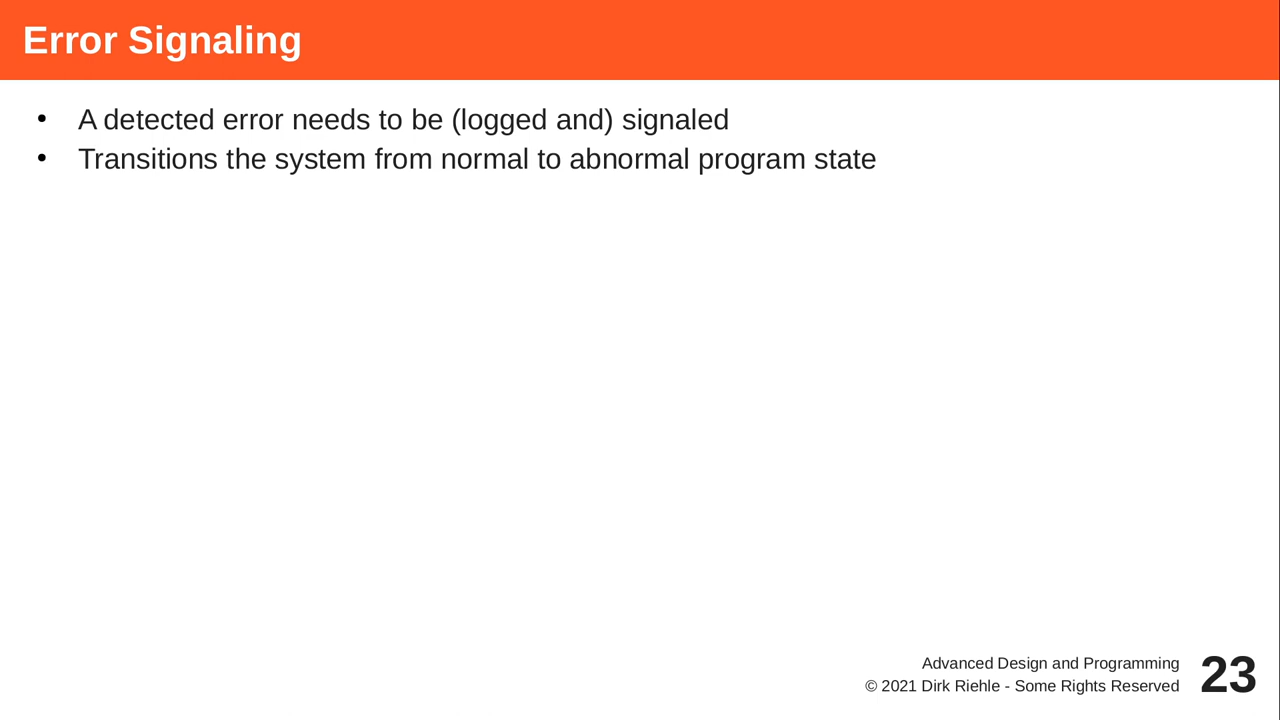 Error Signaling
• A detected error needs to be (logged and) signaled
• Transitions the system from normal to abnormal program state
Advanced Design and Programming
© 2021 Dirk Riehle - Some Rights Reserved
23